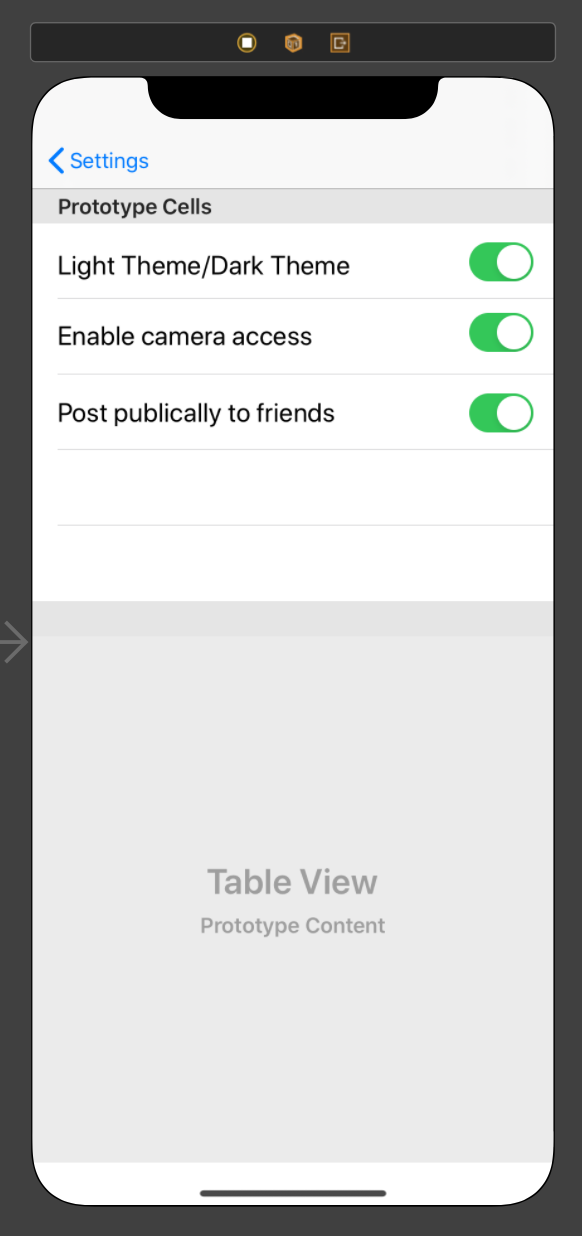 Settings
Prototype Cells
Light Theme/Dark Theme
Enable camera access
Post publically to friends
Table View
Prototype Content